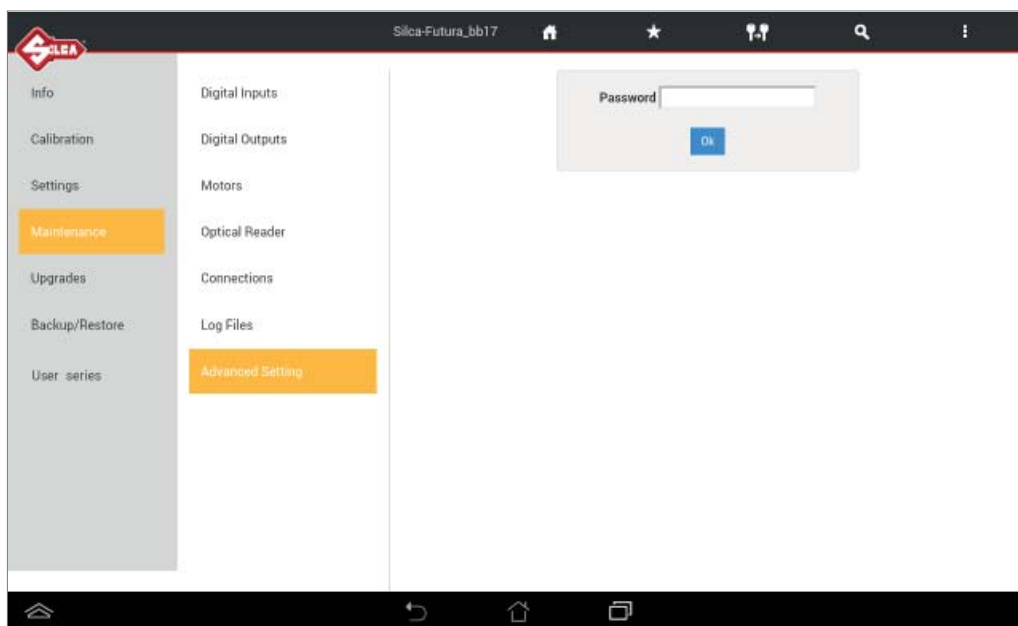 SILCA
Silca-Futura_bb17
Info
Calibration
Settings
Maintenance
Upgrades
Backup/Restore
User series
Digital Inputs
Digital Outputs
Motors
Optical Reader
Connections
Log Files
Advanced Setting
Password
Ok